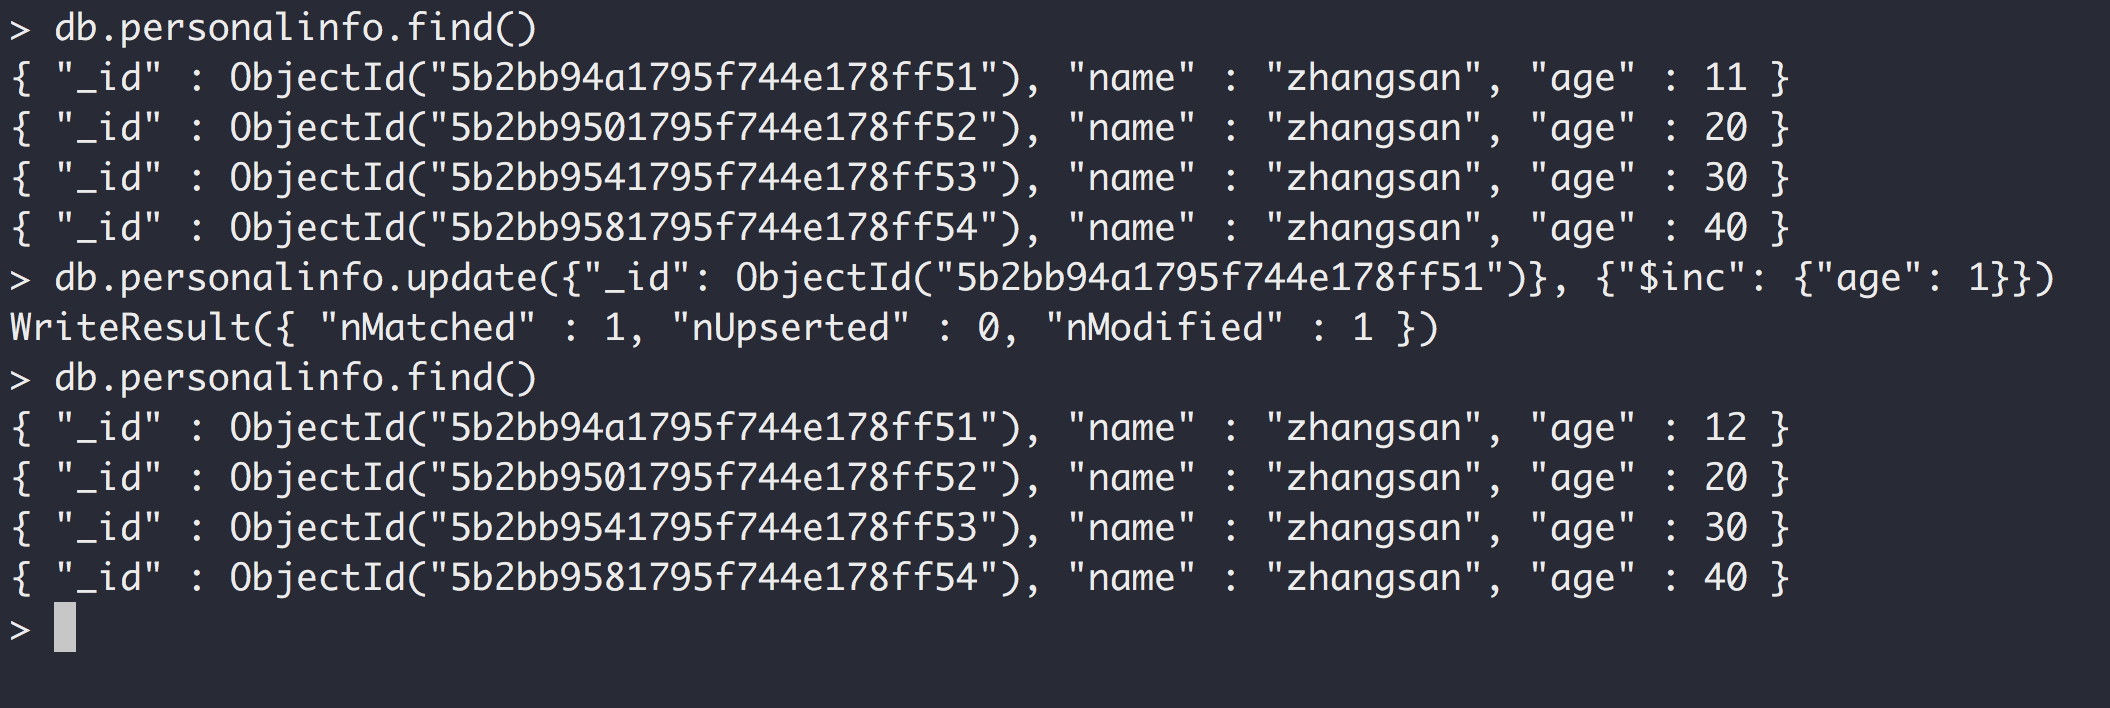 > db.personalinfo.find()
{ "_id" : ObjectId("5b2bb94a1795f744e178ff51"), "name" : "zhangsan", "age" : 11 }
{ "_id" : ObjectId("5b2bb9501795f744e178ff52"), "name" : "zhangsan", "age" : 20 }
{ "_id" : ObjectId("5b2bb9541795f744e178ff53"), "name" : "zhangsan", "age" : 30 }
{ "_id" : ObjectId("5b2bb9581795f744e178ff54"), "name" : "zhangsan", "age" : 40 }
> db.personalinfo.update({"_id": ObjectId("5b2bb94a1795f744e178ff51")}, {"$inc": {"age": 1}})
WriteResult({ "nMatched" : 1, "nUpserted" : 0, "nModified" : 1 })
> db.personalinfo.find()
{ "_id" : ObjectId("5b2bb94a1795f744e178ff51"), "name" : "zhangsan", "age" : 12 }
{ "_id" : ObjectId("5b2bb9501795f744e178ff52"), "name" : "zhangsan", "age" : 20 }
{ "_id" : ObjectId("5b2bb9541795f744e178ff53"), "name" : "zhangsan", "age" : 30 }
{ "_id" : ObjectId("5b2bb9581795f744e178ff54"), "name" : "zhangsan", "age" : 40 }
>